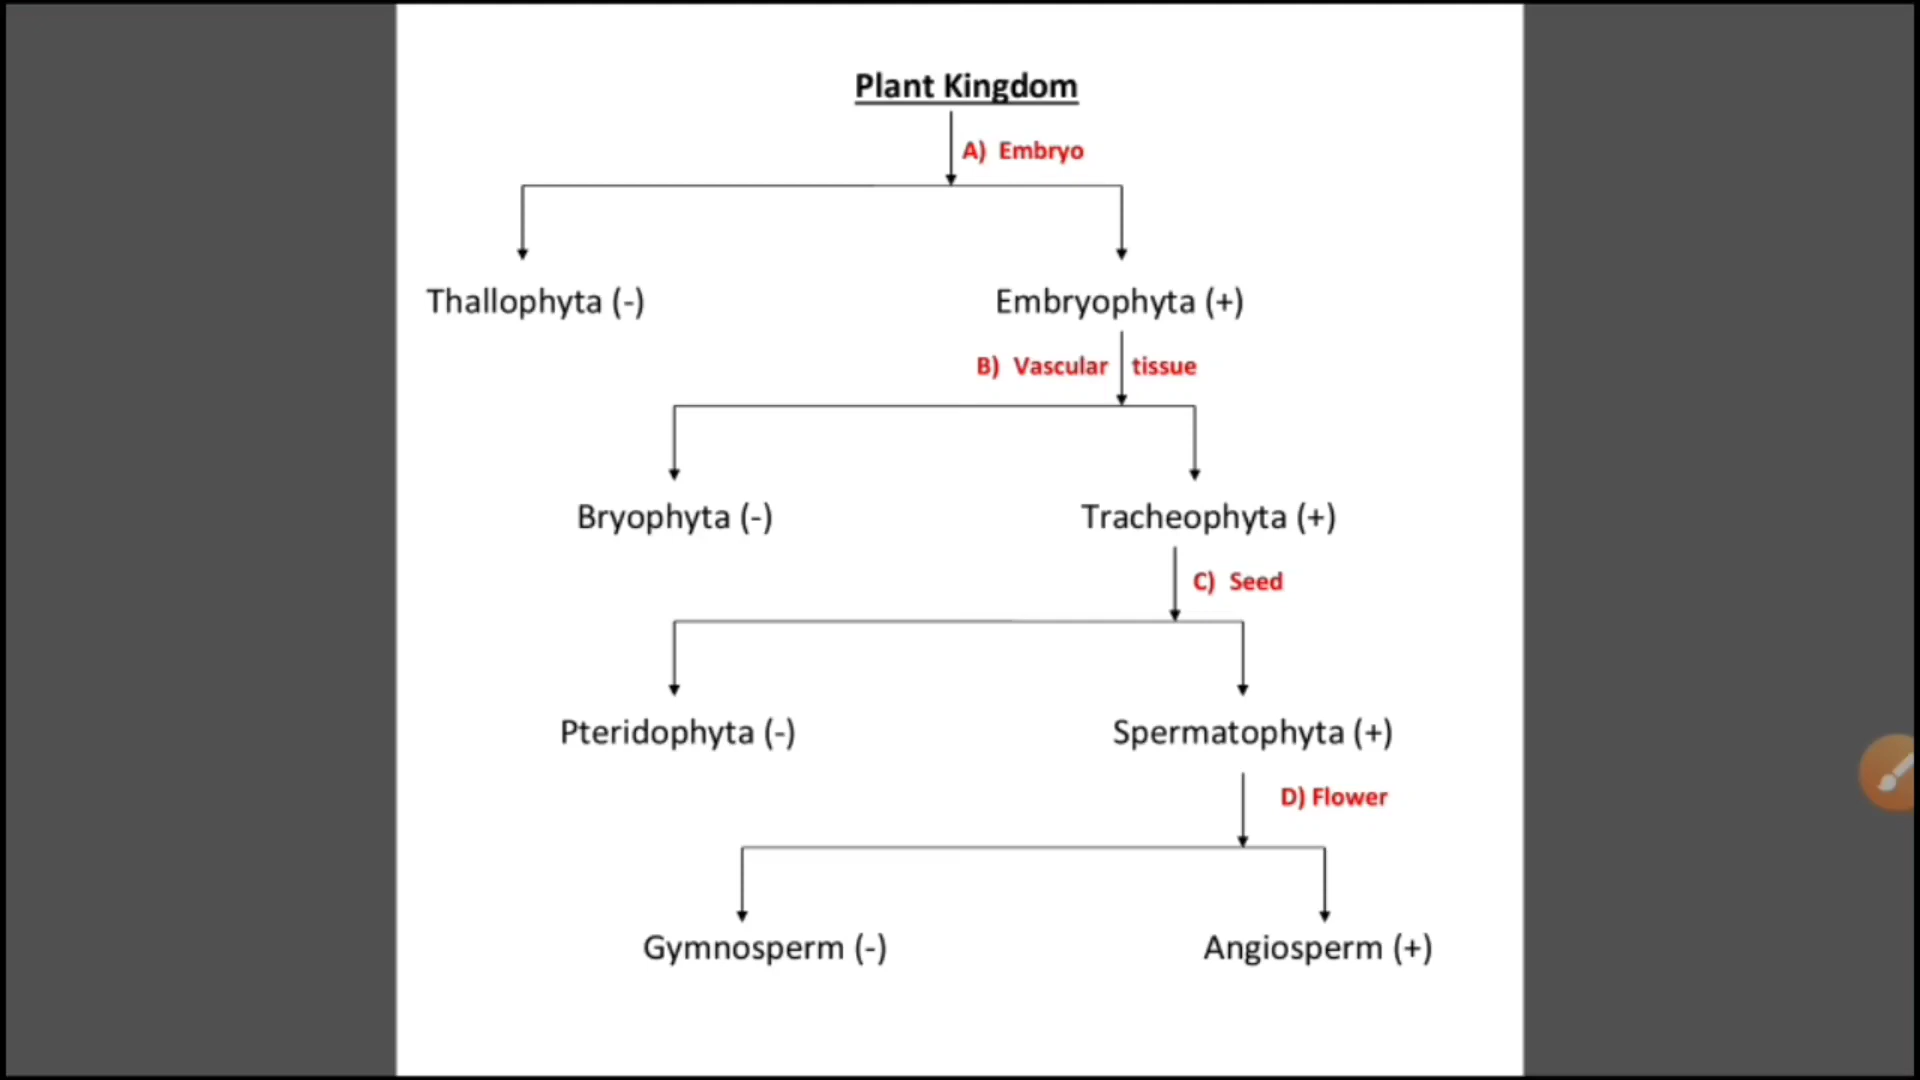 Plant Kingdom
A) Embryo
Thallophyta (-) Embryophyta (+)
B) Vascular tissue
Bryophyta (-) Tracheophyta (+)
C) Seed
Pteridophyta (-) Spermatophyta (+)
D) Flower
Gymnosperm (-) Angiosperm (+)